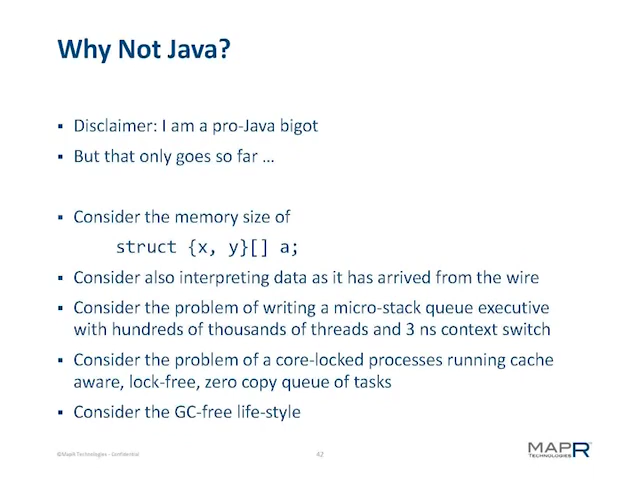 Why Not Java?
▪ Disclaimer: I am a pro-Java bigot
▪ But that only goes so far …
▪ Consider the memory size of
struct {x, y}[] a;
▪ Consider also interpreting data as it has arrived from the wire
▪ Consider the problem of writing a micro-stack queue executive
with hundreds of thousands of threads and 3 ns context switch
▪ Consider the problem of a core-locked processes running cache
aware, lock-free, zero copy queue of tasks
▪ Consider the GC-free life-style
©MapR Technologies - Confidential
42
MAPR
TECHNOLOGIES